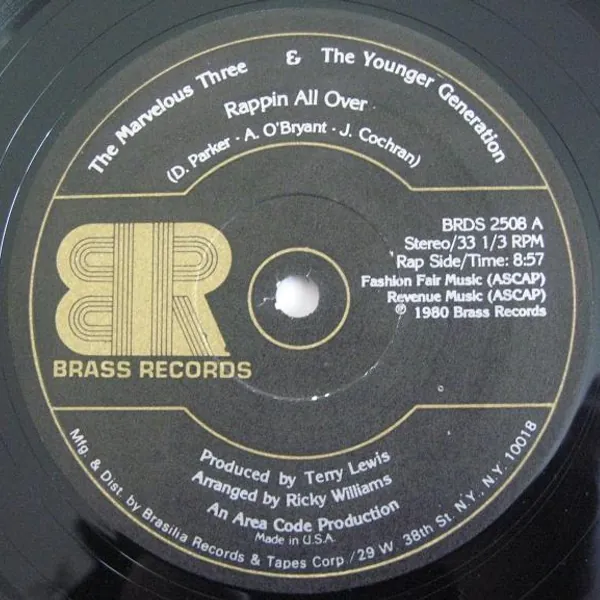 The Marvelous Three & The Younger Generation
Rappin All Over
(D. Parker · A. O'Bryant · J. Cochran)
BRDS 2508 A
Stereo/33 1/3 RPM
Rap Side/Time: 8:57
Fashion Fair Music (ASCAP)
Revenue Music (ASCAP)
℗ 1980 Brass Records
BR
BRASS RECORDS
Produced by Terry Lewis
Arranged by Ricky Williams
An Area Code Production
Made in U.S.A.
Mfg. & Dist. by Brasilia Records & Tapes Corp./29 W. 38th St. N.Y., N.Y. 10018